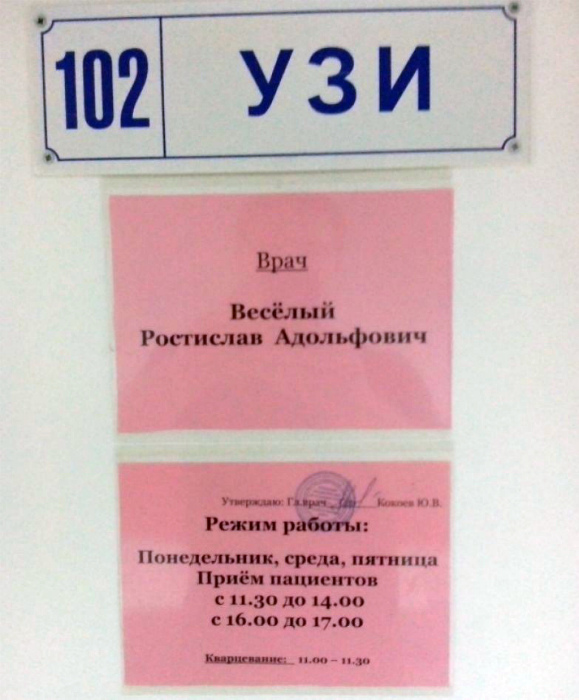 102 УЗИ
Врач
Весёлый
Ростислав Адольфович
Утверждаю: Гл.врач Кокоев Ю.В.
Режим работы:
Понедельник, среда, пятница
Приём пациентов
с 11.30 до 14.00
с 16.00 до 17.00
Кварцевание: 11.00 – 11.30